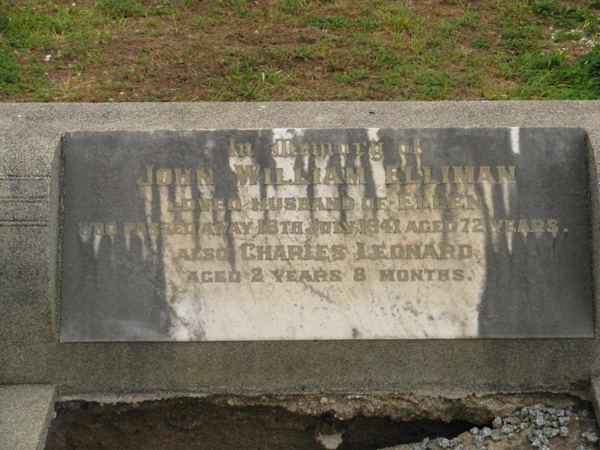 In memory of
JOHN WILLIAM ELLIMAN
LOVED HUSBAND OF ELLEN
WHO PASSED AWAY 18TH JULY 1941 AGED 72 YEARS.
ALSO CHARLES LEONARD
AGED 2 YEARS 8 MONTHS.